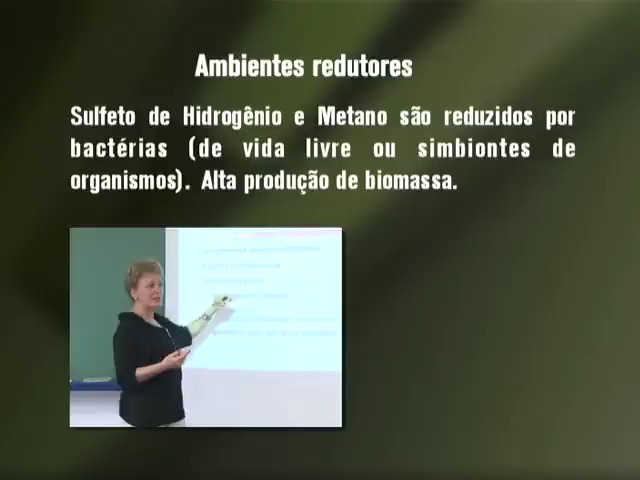 Ambientes redutores
Sulfeto de Hidrogênio e Metano são reduzidos por
bactérias (de vida livre ou simbiontes de
organismos). Alta produção de biomassa.